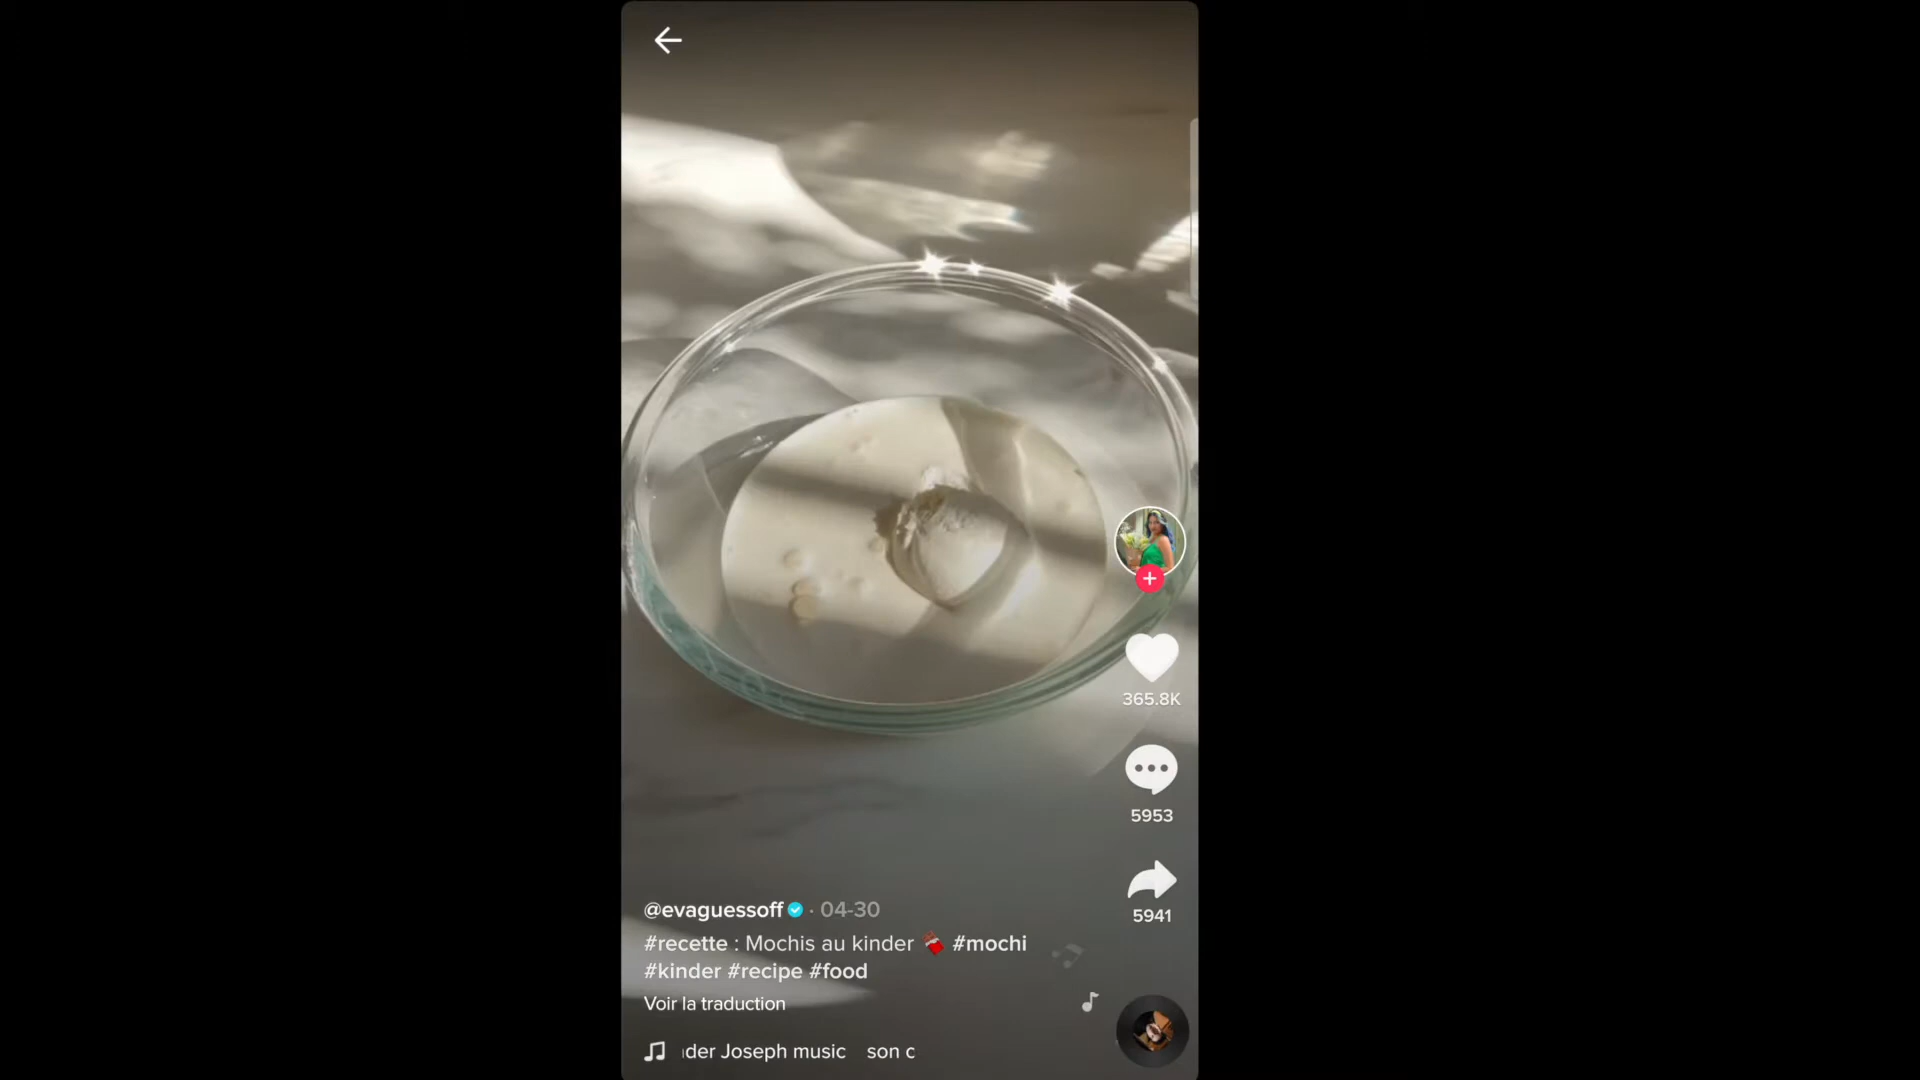 365.8K
5953
5941
@evaguessoff · 04-30
#recette : Mochis au kinder 🍫 #mochi
#kinder #recipe #food
Voir la traduction
der Joseph music son c